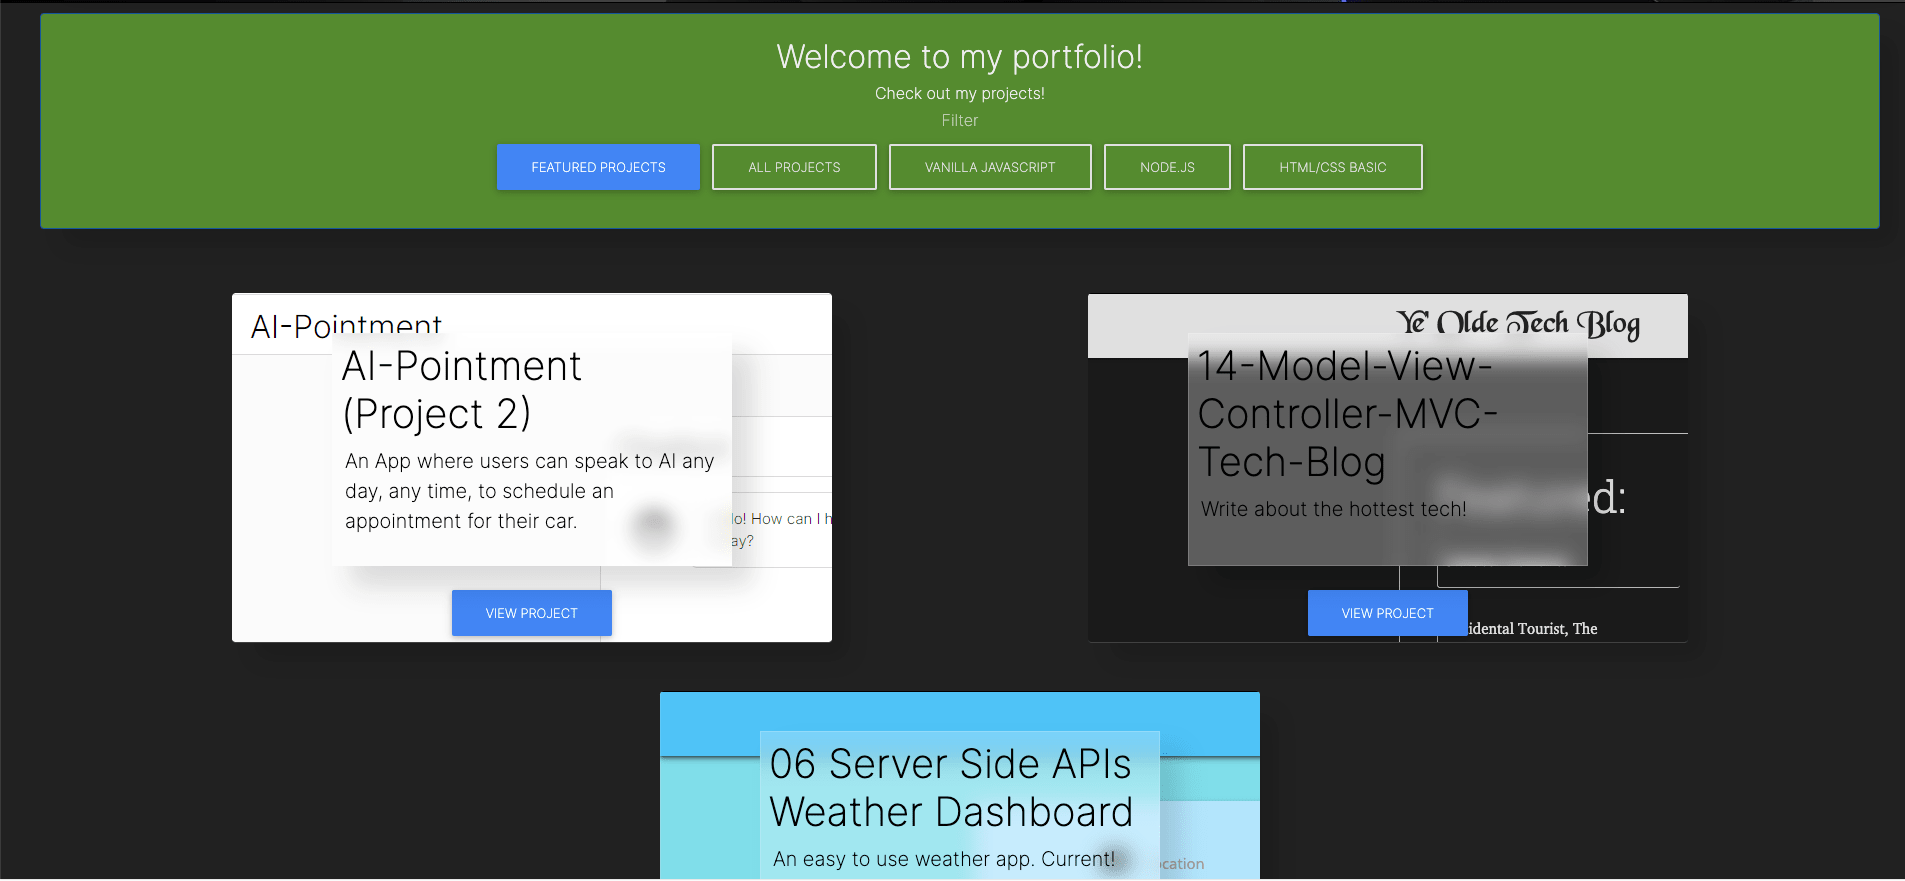 Welcome to my portfolio!
Check out my projects!
Filter
FEATURED PROJECTS
ALL PROJECTS
VANILLA JAVASCRIPT
NODE.JS
HTML/CSS BASIC
AI-Pointment
AI-Pointment
(Project 2)
An App where users can speak to AI any
day, any time, to schedule an
appointment for their car.
lo! How can I h
ay?
VIEW PROJECT
Ye' Olde Tech Blog
14-Model-View-
Controller-MVC-
Tech-Blog
Write about the hottest tech!
Featured:
idental Tourist, The
VIEW PROJECT
06 Server Side APIs
Weather Dashboard
An easy to use weather app. Current!
ocation